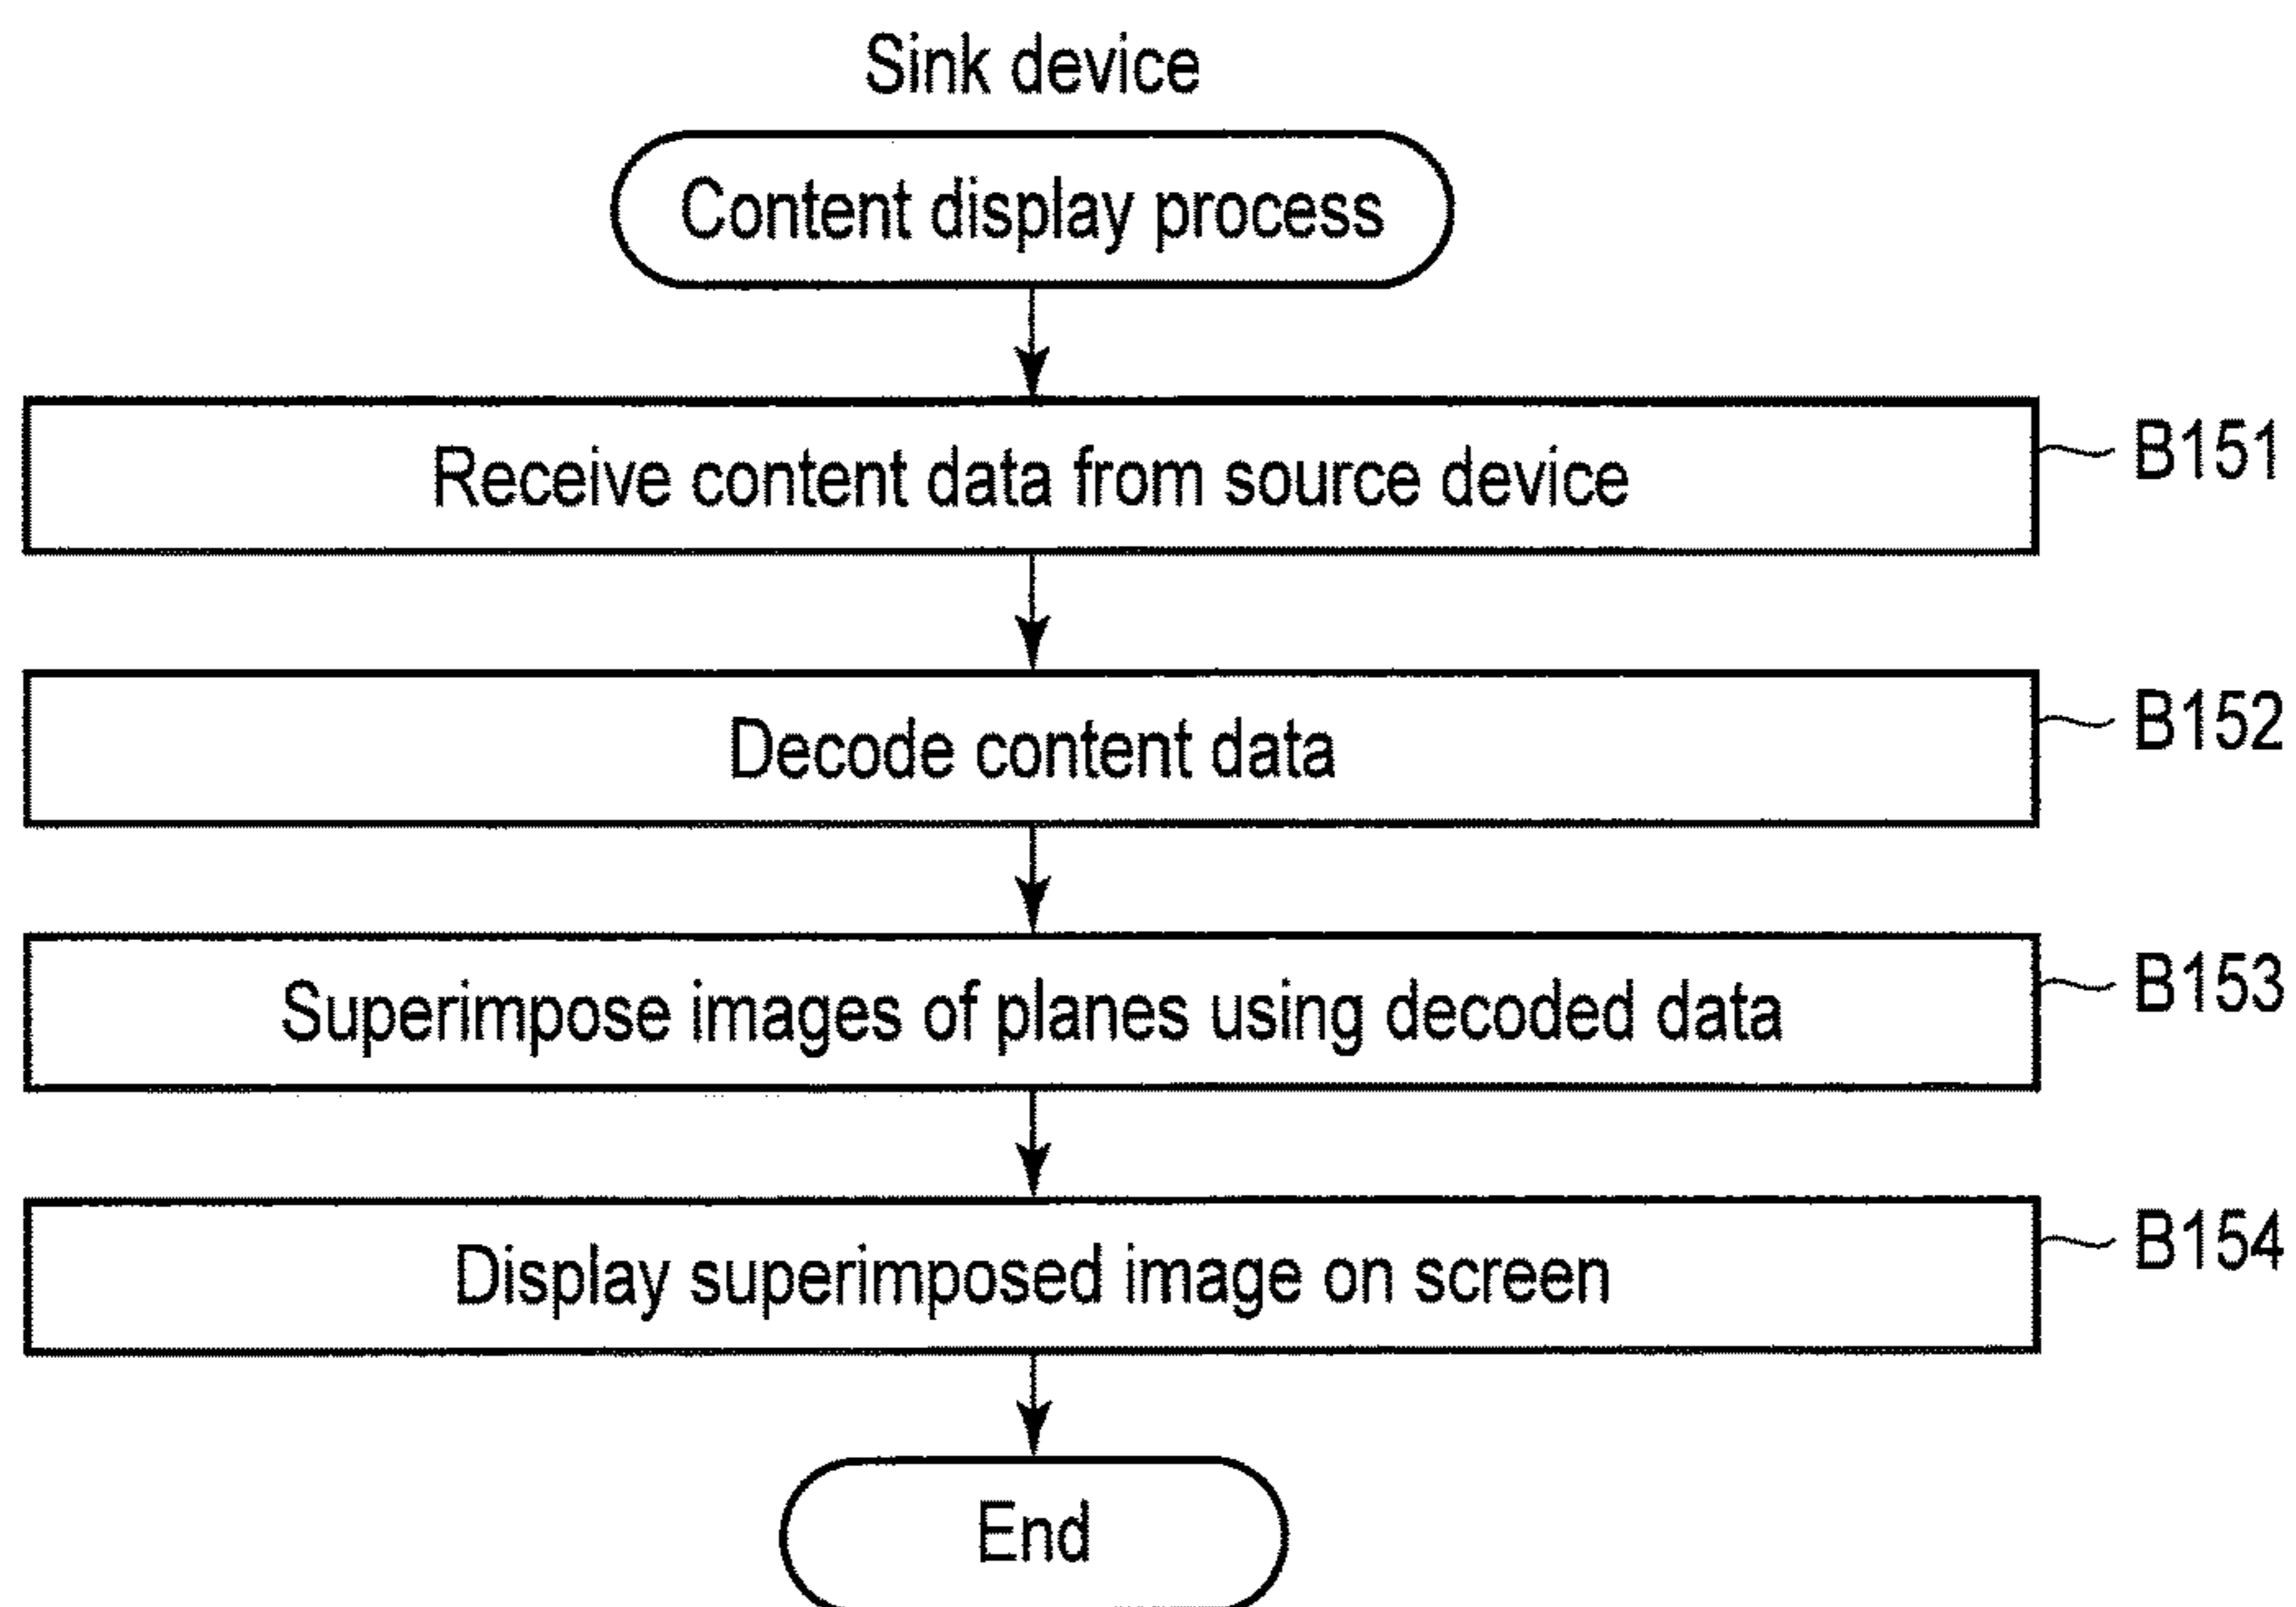 Sink device
Content display process
Receive content data from source device
B151
Decode content data
B152
Superimpose images of planes using decoded data
B153
Display superimposed image on screen
B154
End